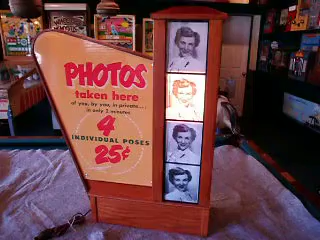 PHOTOS
taken here
of you, by you, in private...
in only 2 minutes
4
INDIVIDUAL POSES
25¢